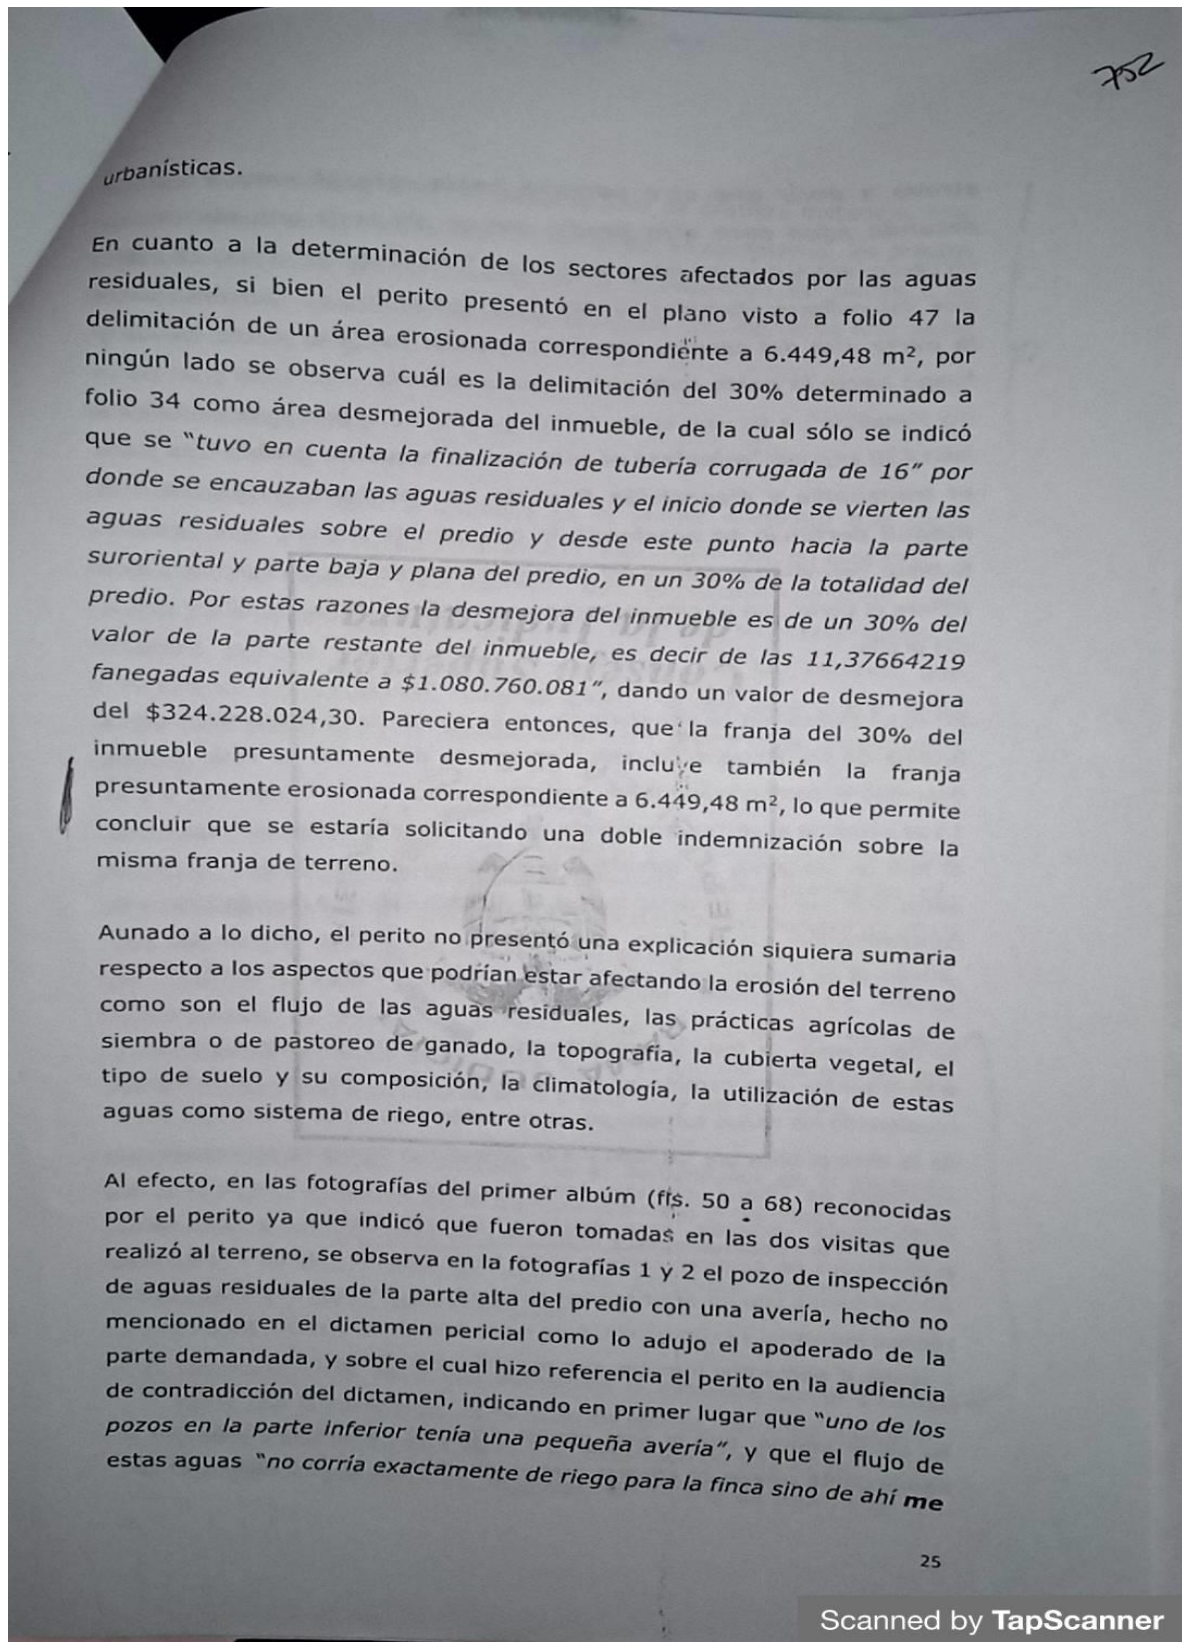 752
urbanísticas.
En cuanto a la determinación de los sectores afectados por las aguas
residuales, si bien el perito presentó en el plano visto a folio 47 la
delimitación de un área erosionada correspondiente a 6.449,48 m², por
ningún lado se observa cuál es la delimitación del 30% determinado a
folio 34 como área desmejorada del inmueble, de la cual sólo se indicó
que se "tuvo en cuenta la finalización de tubería corrugada de 16" por
donde se encauzaban las aguas residuales y el inicio donde se vierten las
aguas residuales sobre el predio y desde este punto hacia la parte
suroriental y parte baja y plana del predio, en un 30% de la totalidad del
predio. Por estas razones la desmejora del inmueble es de un 30% del
valor de la parte restante del inmueble, es decir de las 11,37664219
fanegadas equivalente a $1.080.760.081", dando un valor de desmejora
del $324.228.024,30. Pareciera entonces, que la franja del 30% del
inmueble presuntamente desmejorada, incluye también la franja
presuntamente erosionada correspondiente a 6.449,48 m², lo que permite
concluir que se estaría solicitando una doble indemnización sobre la
misma franja de terreno.
Aunado a lo dicho, el perito no presentó una explicación siquiera sumaria
respecto a los aspectos que podrían estar afectando la erosión del terreno
como son el flujo de las aguas residuales, las prácticas agrícolas de
siembra o de pastoreo de ganado, la topografía, la cubierta vegetal, el
tipo de suelo y su composición, la climatología, la utilización de estas
aguas como sistema de riego, entre otras.
Al efecto, en las fotografías del primer albúm (fls. 50 a 68) reconocidas
por el perito ya que indicó que fueron tomadas en las dos visitas que
realizó al terreno, se observa en la fotografías 1 y 2 el pozo de inspección
de aguas residuales de la parte alta del predio con una avería, hecho no
mencionado en el dictamen pericial como lo adujo el apoderado de la
parte demandada, y sobre el cual hizo referencia el perito en la audiencia
de contradicción del dictamen, indicando en primer lugar que "uno de los
pozos en la parte inferior tenía una pequeña avería", y que el flujo de
estas aguas "no corría exactamente de riego para la finca sino de ahí me
25
Scanned by TapScanner